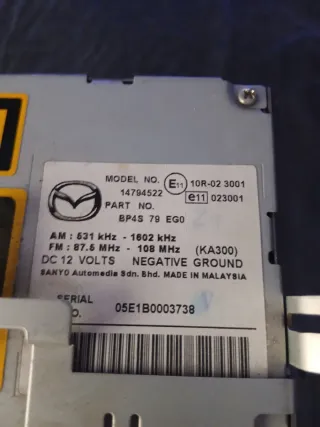 MODEL NO. E11 10R-02 3001
14794522 e11 023001
PART NO.
BP4S 79 EG0
AM : 531 kHz - 1602 kHz
FM : 87.5 MHz - 108 MHz (KA300)
DC 12 VOLTS NEGATIVE GROUND
SANYO Automedia Sdn. Bhd. MADE IN MALAYSIA
SERIAL
NO. 05E1B0003738